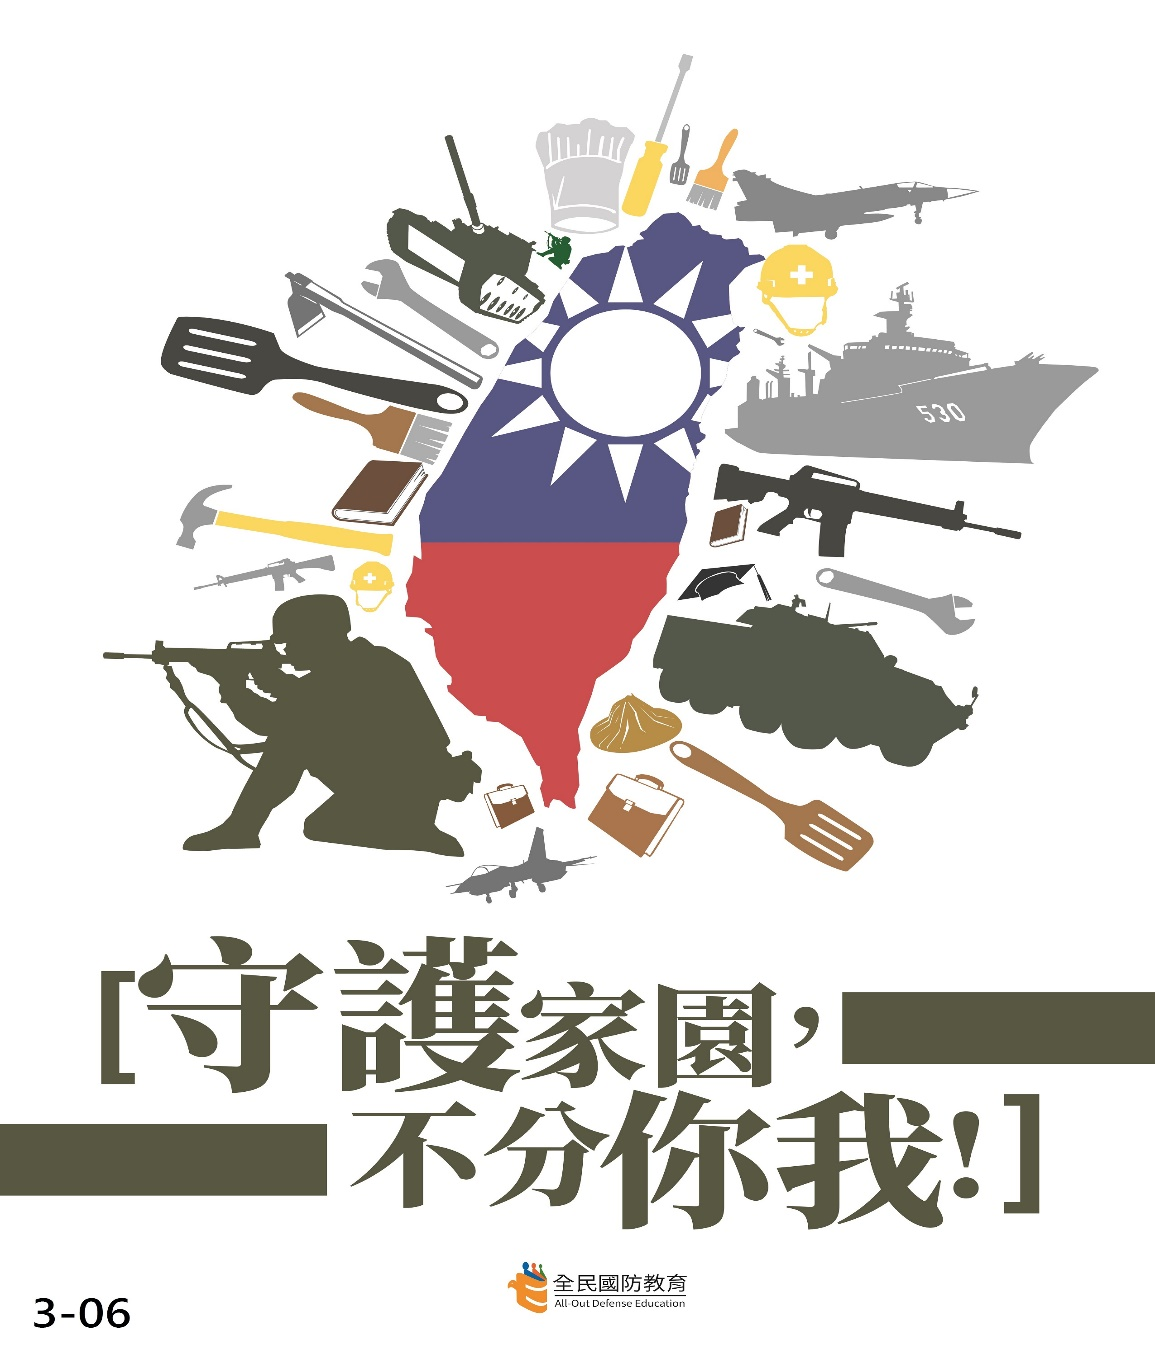 530
[守護家園，
不分你我!]
全民國防教育
All-Out Defense Education
3-06